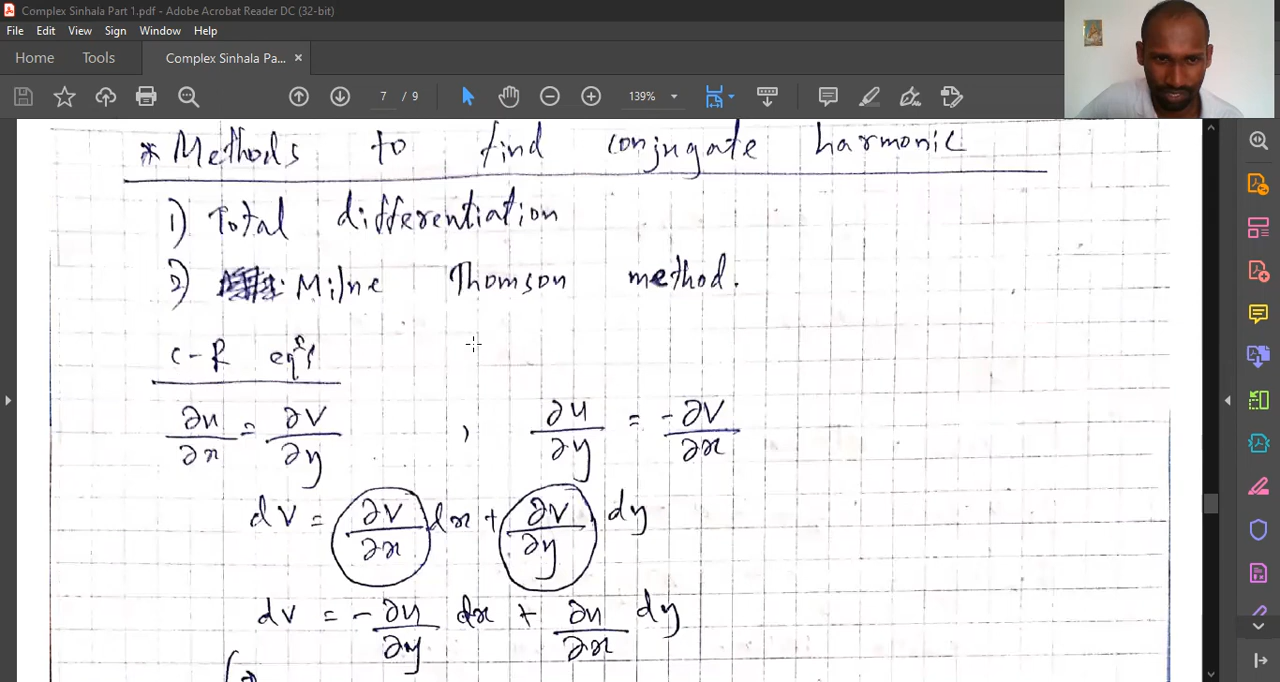 Complex Sinhala Part 1.pdf - Adobe Acrobat Reader DC (32-bit)
File Edit View Sign Window Help
Home Tools Complex Sinhala Pa... ×
7 / 9 139%
* Methods to find conjugate harmonic
1) Total differentiation
2) Milne Thomson method.
C-R eqns
∂u/∂x = ∂V/∂y , ∂u/∂y = -∂V/∂x
dV = ∂V/∂x dx + ∂V/∂y dy
dv = -∂u/∂y dx + ∂u/∂x dy